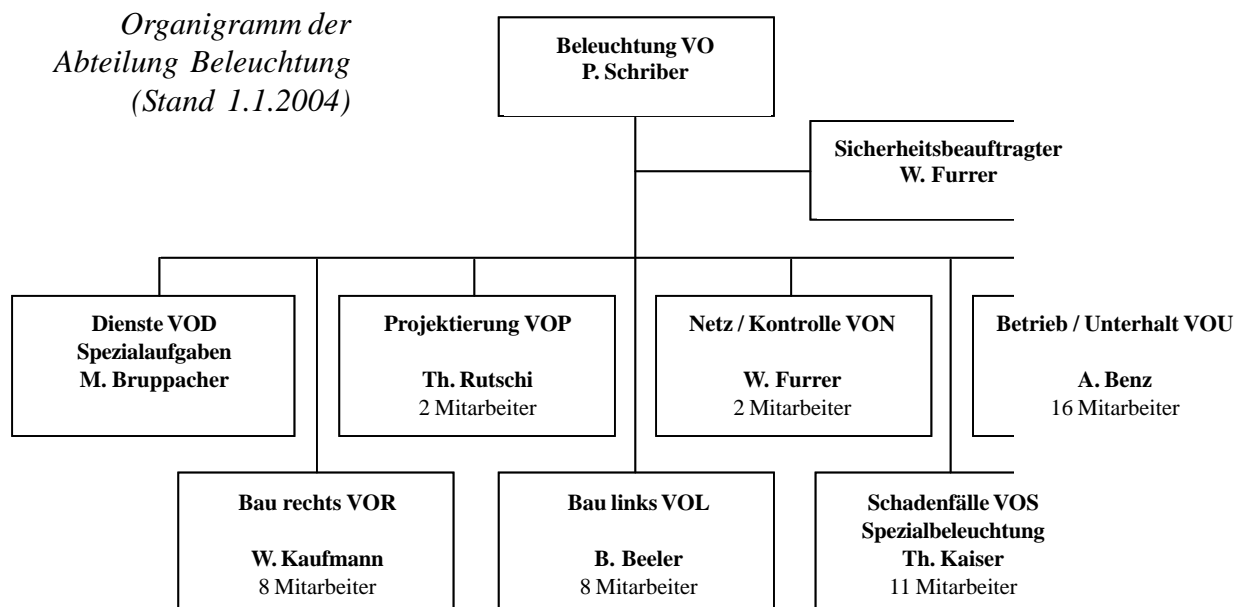 Organigramm der
Abteilung Beleuchtung
(Stand 1.1.2004)
Beleuchtung VO
P. Schriber
Sicherheitsbeauftragter
W. Furrer
Dienste VOD
Spezialaufgaben
M. Bruppacher
Projektierung VOP
Th. Rutschi
2 Mitarbeiter
Netz / Kontrolle VON
W. Furrer
2 Mitarbeiter
Betrieb / Unterhalt VOU
A. Benz
16 Mitarbeiter
Bau rechts VOR
W. Kaufmann
8 Mitarbeiter
Bau links VOL
B. Beeler
8 Mitarbeiter
Schadenfälle VOS
Spezialbeleuchtung
Th. Kaiser
11 Mitarbeiter